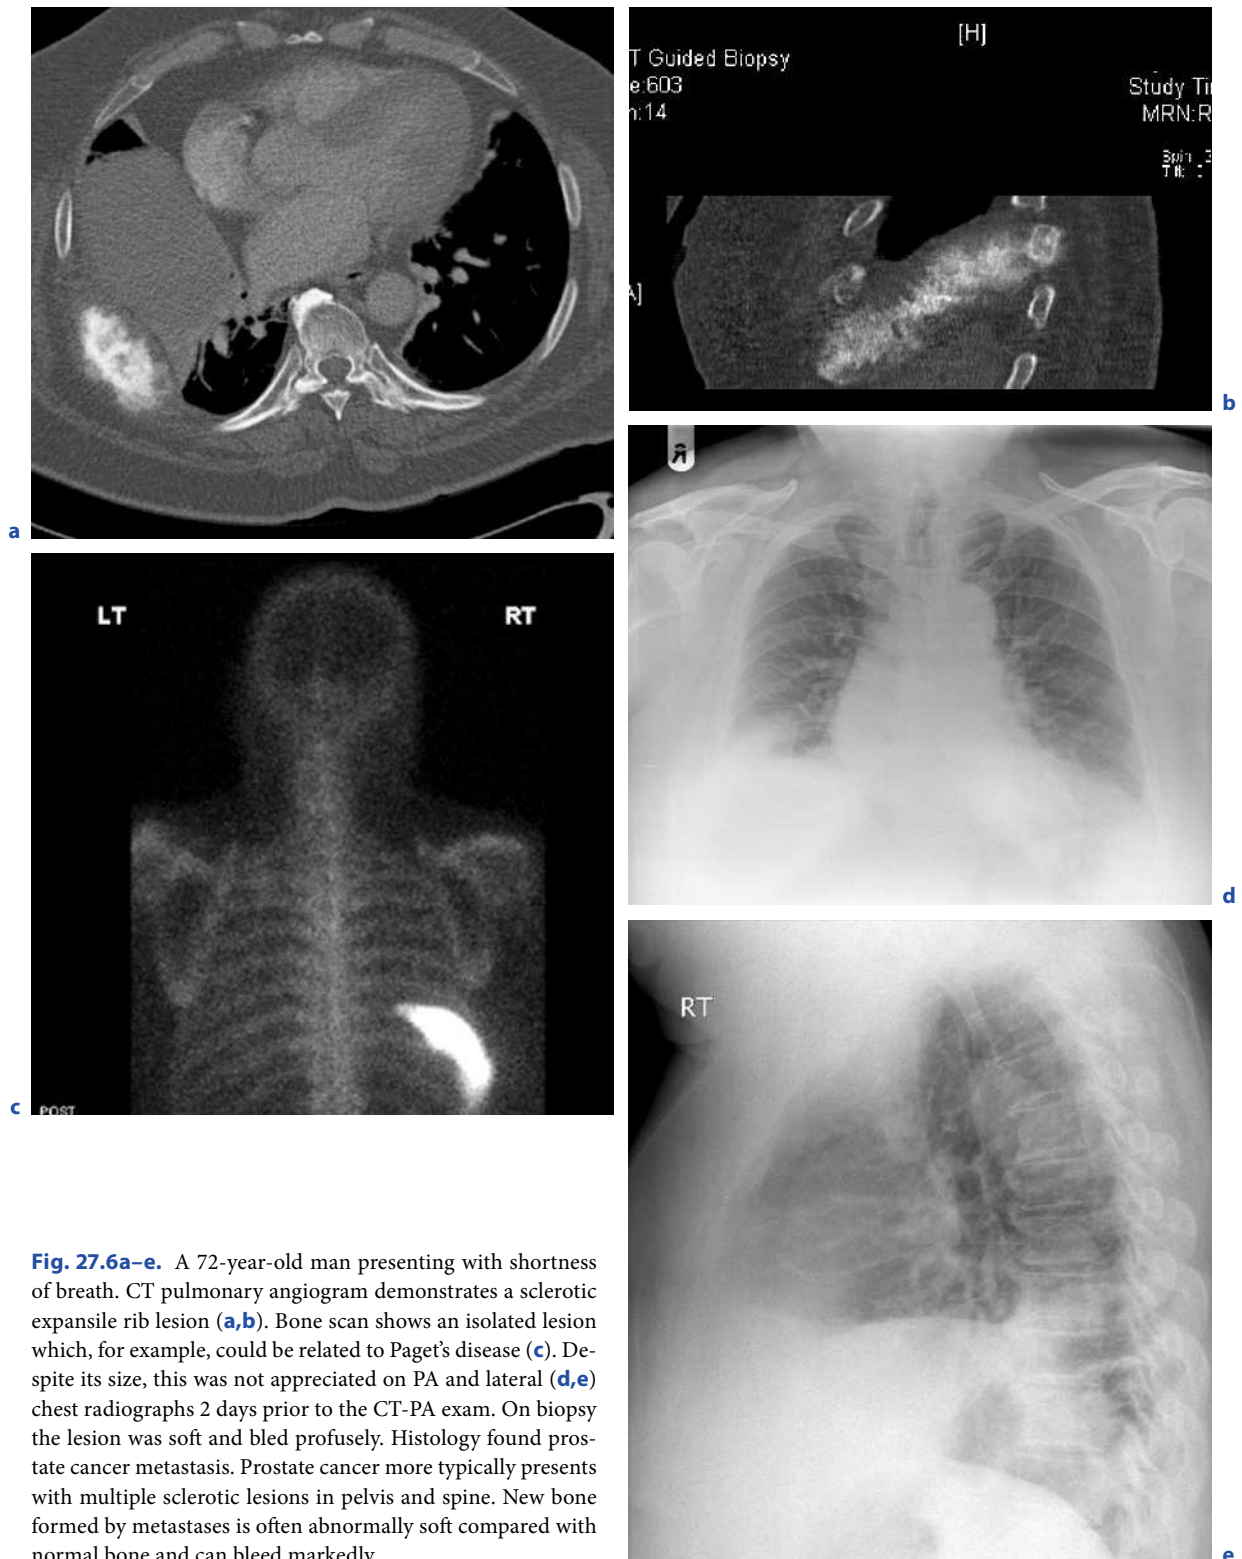 a
[H]
T Guided Biopsy
e:603
n:14
Study Ti
MRN:R
A]
b
LT
RT
POST
c
R
d
RT
e
Fig. 27.6a–e. A 72-year-old man presenting with shortness
of breath. CT pulmonary angiogram demonstrates a sclerotic
expansile rib lesion (a,b). Bone scan shows an isolated lesion
which, for example, could be related to Paget’s disease (c). De-
spite its size, this was not appreciated on PA and lateral (d,e)
chest radiographs 2 days prior to the CT-PA exam. On biopsy
the lesion was soft and bled profusely. Histology found pros-
tate cancer metastasis. Prostate cancer more typically presents
with multiple sclerotic lesions in pelvis and spine. New bone
formed by metastases is often abnormally soft compared with
normal bone and can bleed markedly